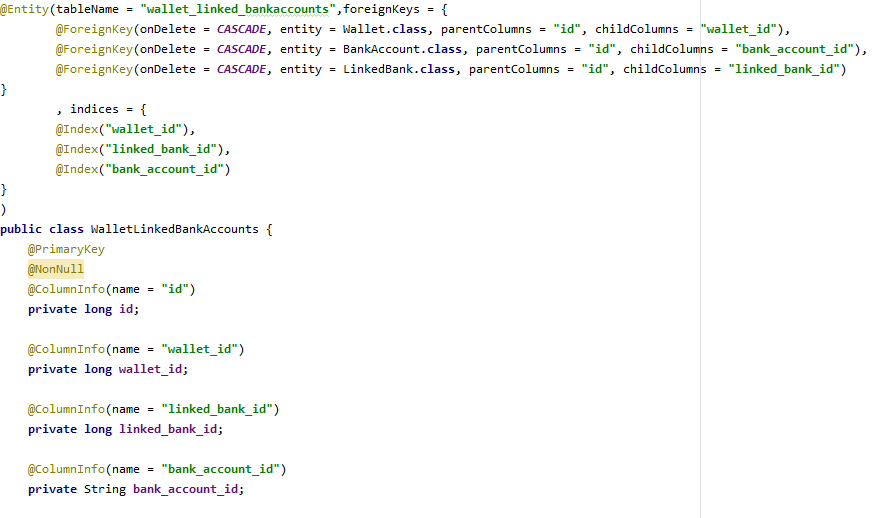 @Entity(tableName = "wallet_linked_bankaccounts",foreignKeys = {
@ForeignKey(onDelete = CASCADE, entity = Wallet.class, parentColumns = "id", childColumns = "wallet_id"),
@ForeignKey(onDelete = CASCADE, entity = BankAccount.class, parentColumns = "id", childColumns = "bank_account_id"),
@ForeignKey(onDelete = CASCADE, entity = LinkedBank.class, parentColumns = "id", childColumns = "linked_bank_id")
}
, indices = {
@Index("wallet_id"),
@Index("linked_bank_id"),
@Index("bank_account_id")
}
)
public class WalletLinkedBankAccounts {
@PrimaryKey
@NonNull
@ColumnInfo(name = "id")
private long id;
@ColumnInfo(name = "wallet_id")
private long wallet_id;
@ColumnInfo(name = "linked_bank_id")
private long linked_bank_id;
@ColumnInfo(name = "bank_account_id")
private String bank_account_id;